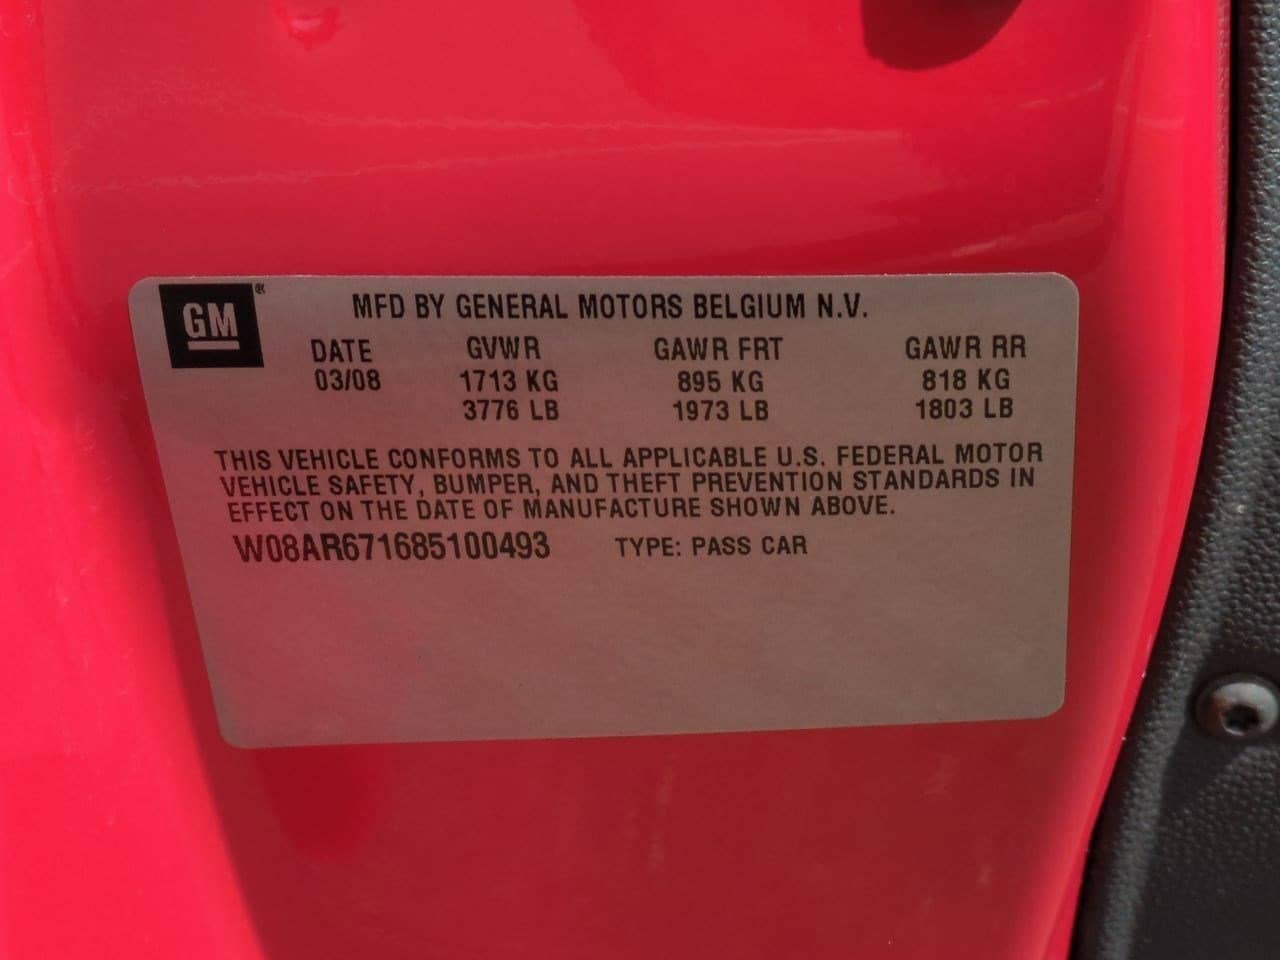 GM®
MFD BY GENERAL MOTORS BELGIUM N.V.
DATE GVWR GAWR FRT GAWR RR
03/08 1713 KG 895 KG 818 KG
3776 LB 1973 LB 1803 LB
THIS VEHICLE CONFORMS TO ALL APPLICABLE U.S. FEDERAL MOTOR
VEHICLE SAFETY, BUMPER, AND THEFT PREVENTION STANDARDS IN
EFFECT ON THE DATE OF MANUFACTURE SHOWN ABOVE.
W08AR671685100493 TYPE: PASS CAR